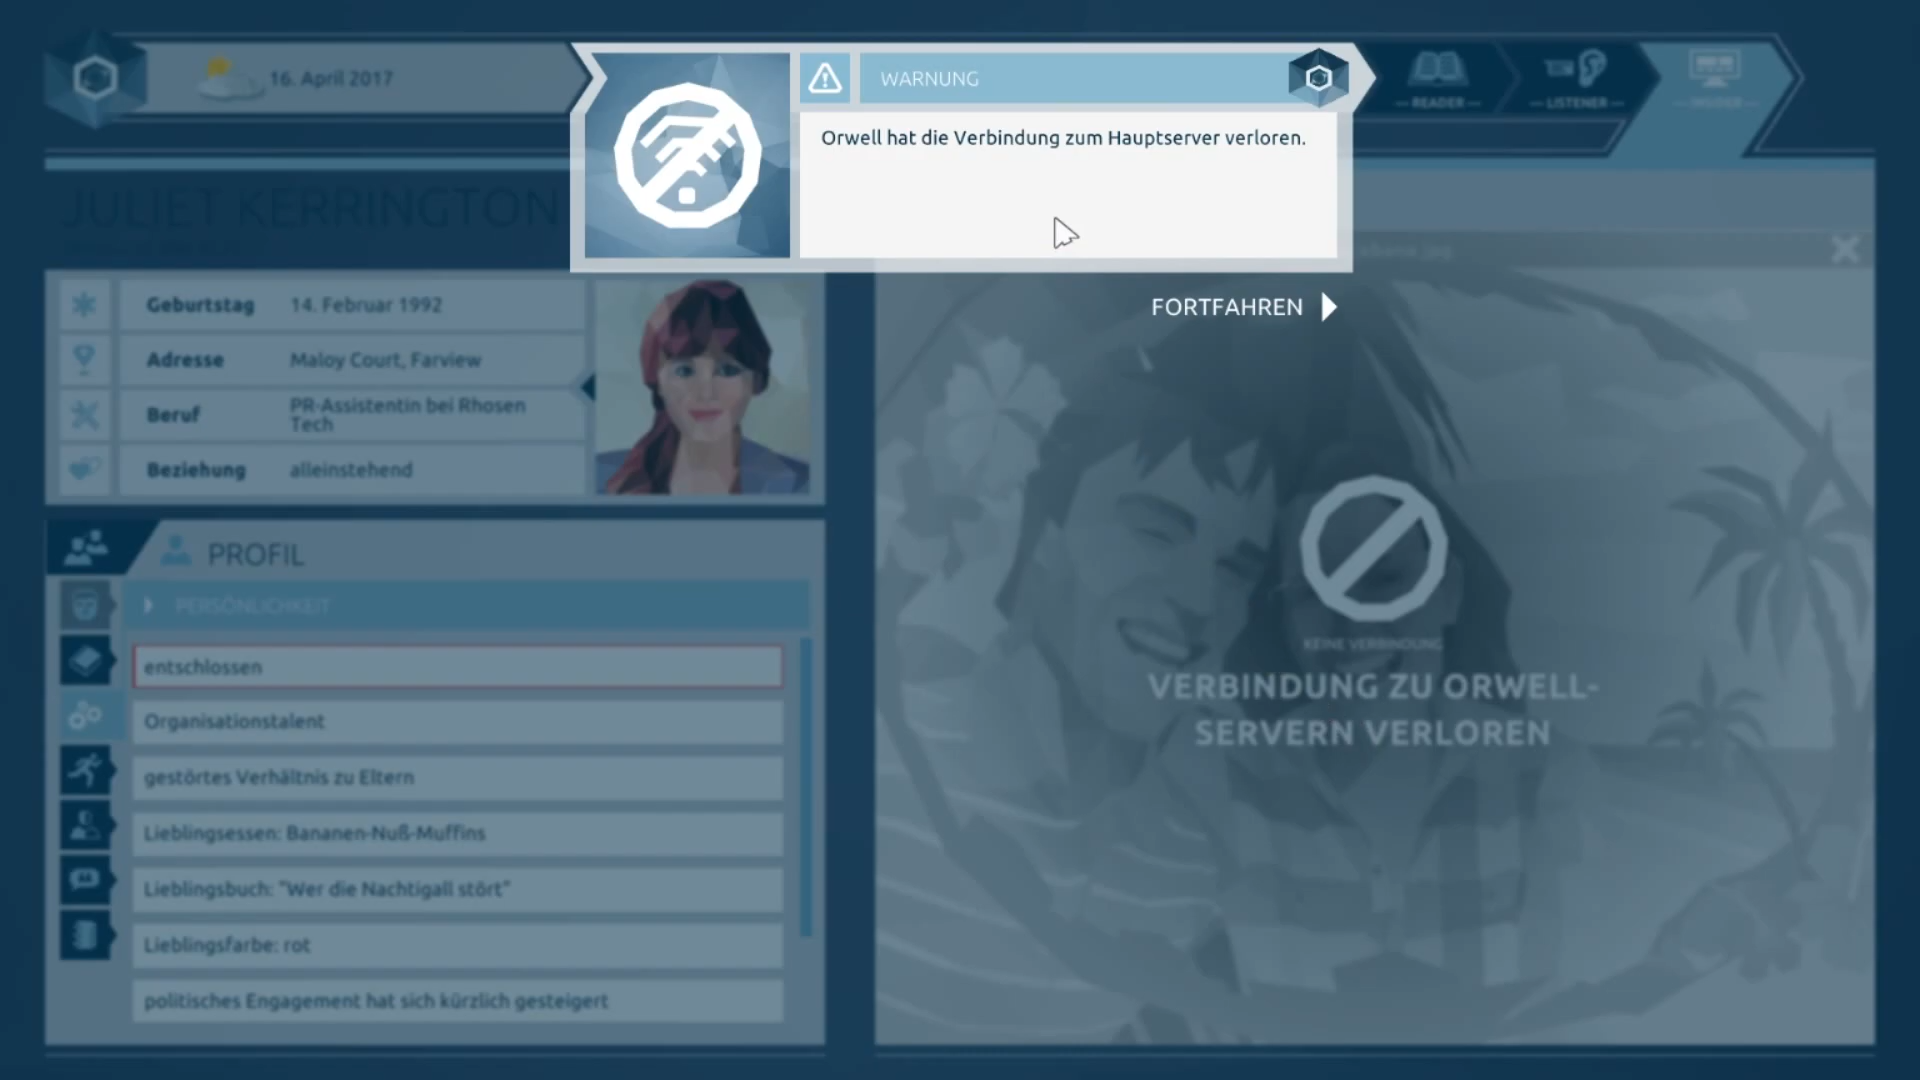 16. April 2017
WARNUNG
Orwell hat die Verbindung zum Hauptserver verloren.
FORTFAHREN
READER
LISTENER
INSIDER
JULIET KERRINGTON
Geburtstag 14. Februar 1992
Adresse Maloy Court, Farview
Beruf PR-Assistentin bei Rhosen
Tech
Beziehung alleinstehend
PROFIL
PERSÖNLICHKEIT
entschlossen
Organisationstalent
gestörtes Verhältnis zu Eltern
Lieblingsessen: Bananen-Nuß-Muffins
Lieblingsbuch: "Wer die Nachtigall stört"
Lieblingsfarbe: rot
politisches Engagement hat sich kürzlich gesteigert
KEINE VERBINDUNG
VERBINDUNG ZU ORWELL-
SERVERN VERLOREN